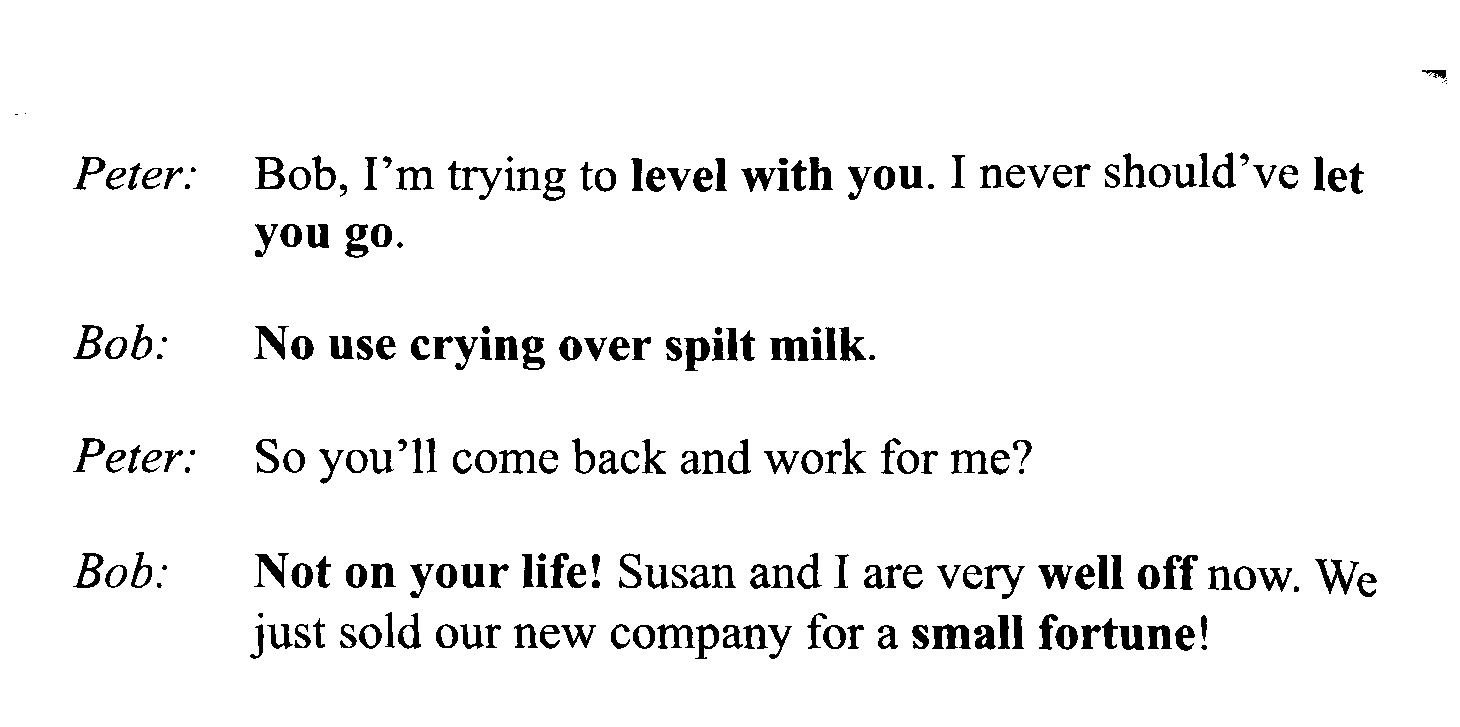 Peter: Bob, I'm trying to level with you. I never should've let
you go.
Bob: No use crying over spilt milk.
Peter: So you'll come back and work for me?
Bob: Not on your life! Susan and I are very well off now. We
just sold our new company for a small fortune!